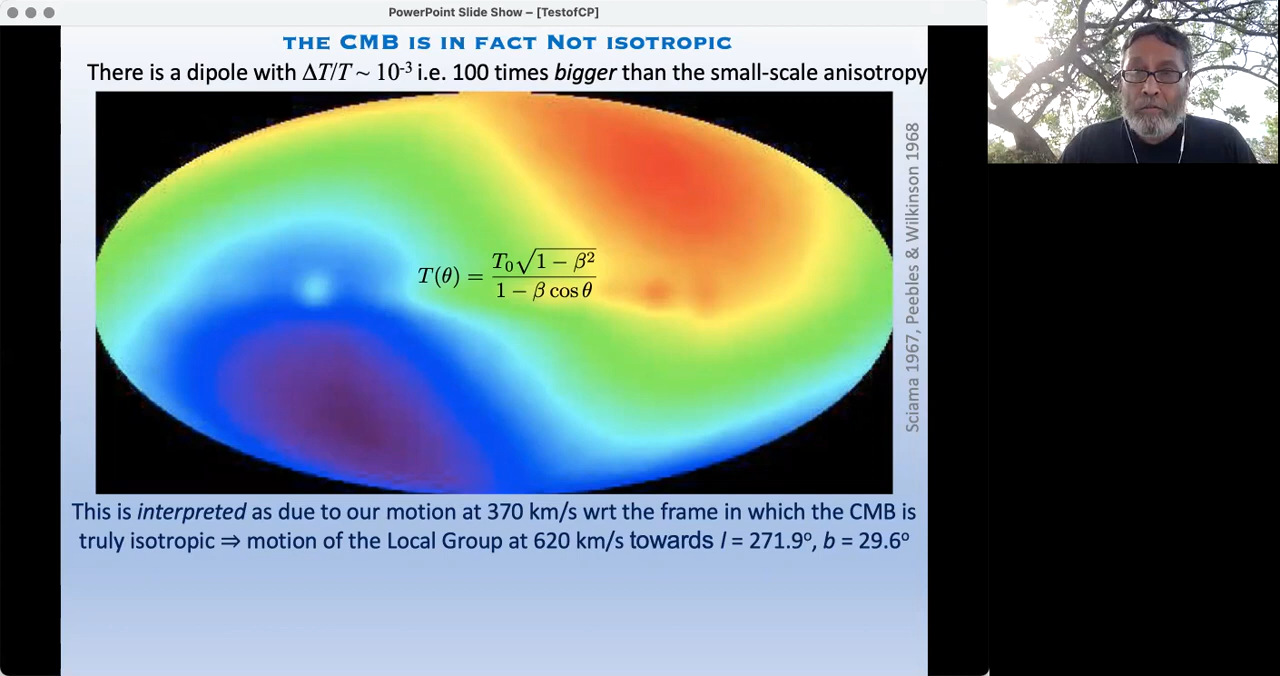 PowerPoint Slide Show – [TestofCP]
THE CMB IS IN FACT NOT ISOTROPIC
There is a dipole with ΔT/T ~ 10⁻³ i.e. 100 times bigger than the small-scale anisotropy
T(θ) = T₀√(1 − β²) / (1 − β cos θ)
Sciama 1967, Peebles & Wilkinson 1968
This is interpreted as due to our motion at 370 km/s wrt the frame in which the CMB is
truly isotropic ⇒ motion of the Local Group at 620 km/s towards l = 271.9º, b = 29.6º